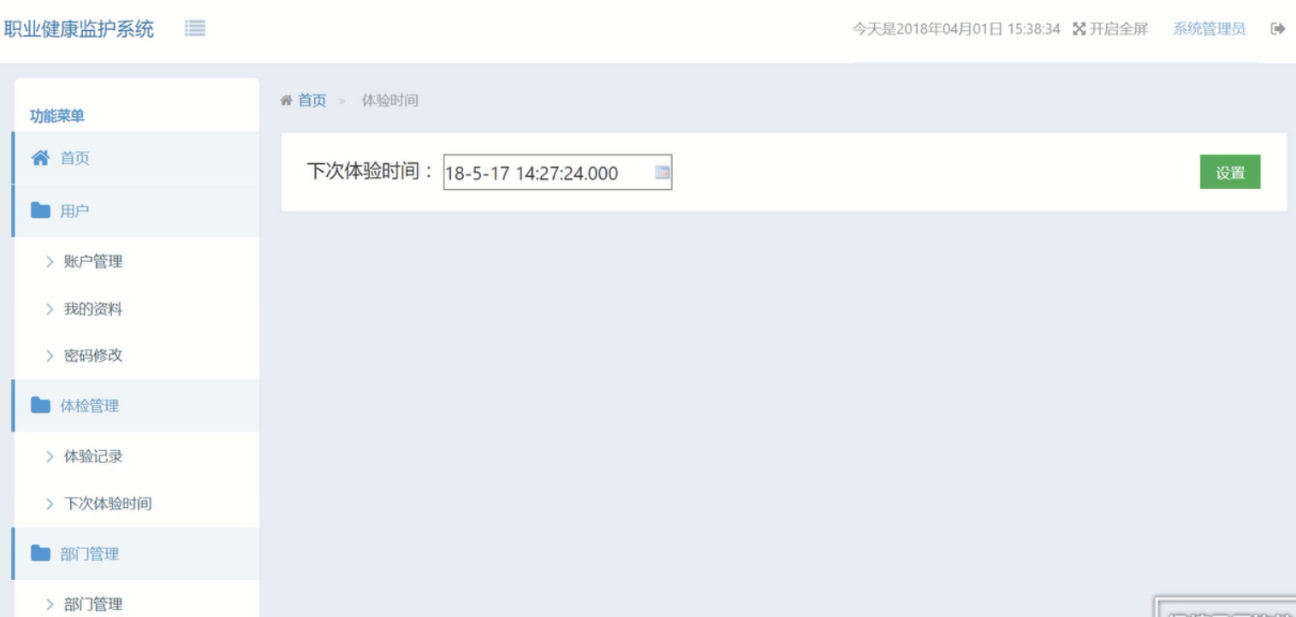 职业健康监护系统
今天是2018年04月01日 15:38:34 开启全屏 系统管理员
功能菜单
首页
用户
账户管理
我的资料
密码修改
体检管理
体验记录
下次体验时间
部门管理
部门管理
首页 > 体验时间
下次体验时间： 18-5-17 14:27:24.000
设置